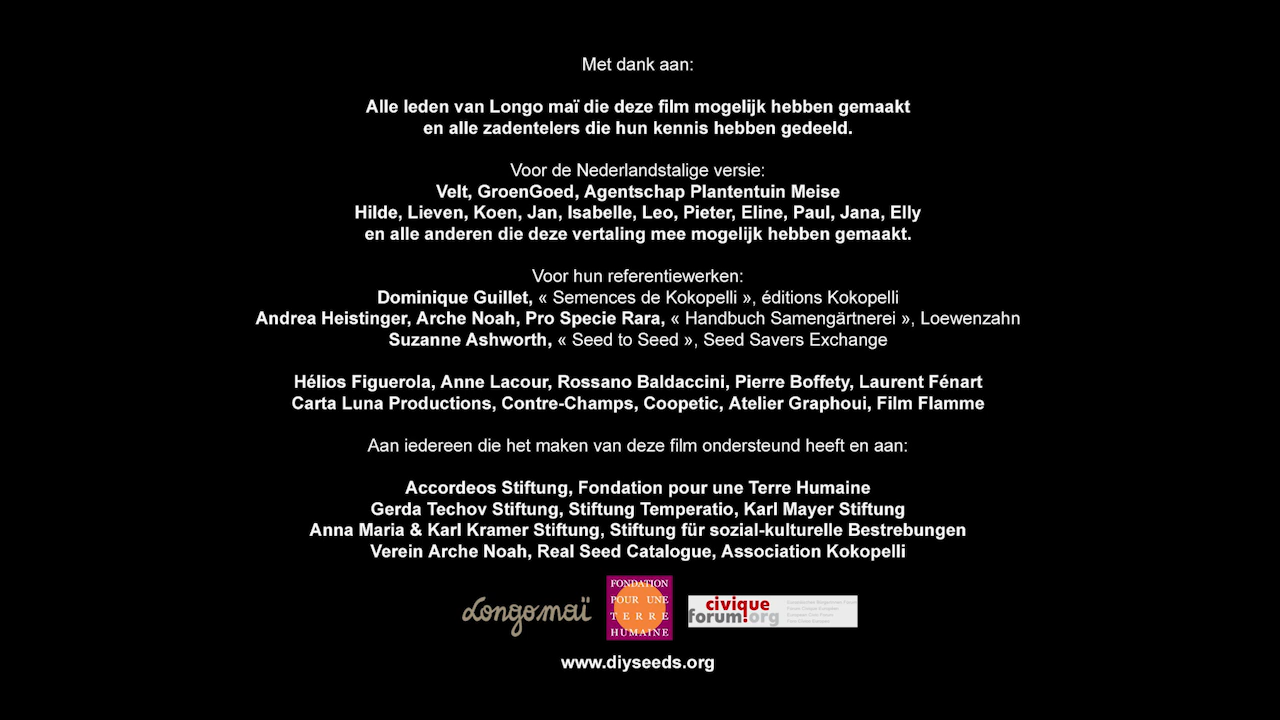 Met dank aan:
Alle leden van Longo maï die deze film mogelijk hebben gemaakt
en alle zadentelers die hun kennis hebben gedeeld.
Voor de Nederlandstalige versie:
Velt, GroenGoed, Agentschap Plantentuin Meise
Hilde, Lieven, Koen, Jan, Isabelle, Leo, Pieter, Eline, Paul, Jana, Elly
en alle anderen die deze vertaling mee mogelijk hebben gemaakt.
Voor hun referentiewerken:
Dominique Guillet, « Semences de Kokopelli », éditions Kokopelli
Andrea Heistinger, Arche Noah, Pro Specie Rara, « Handbuch Samengärtnerei », Loewenzahn
Suzanne Ashworth, « Seed to Seed », Seed Savers Exchange
Hélios Figuerola, Anne Lacour, Rossano Baldaccini, Pierre Boffety, Laurent Fénart
Carta Luna Productions, Contre-Champs, Coopetic, Atelier Graphoui, Film Flamme
Aan iedereen die het maken van deze film ondersteund heeft en aan:
Accordeos Stiftung, Fondation pour une Terre Humaine
Gerda Techov Stiftung, Stiftung Temperatio, Karl Mayer Stiftung
Anna Maria & Karl Kramer Stiftung, Stiftung für sozial-kulturelle Bestrebungen
Verein Arche Noah, Real Seed Catalogue, Association Kokopelli
Longo maï
FONDATION
POUR UNE
TERRE
HUMAINE
civique
forum.org
www.diyseeds.org